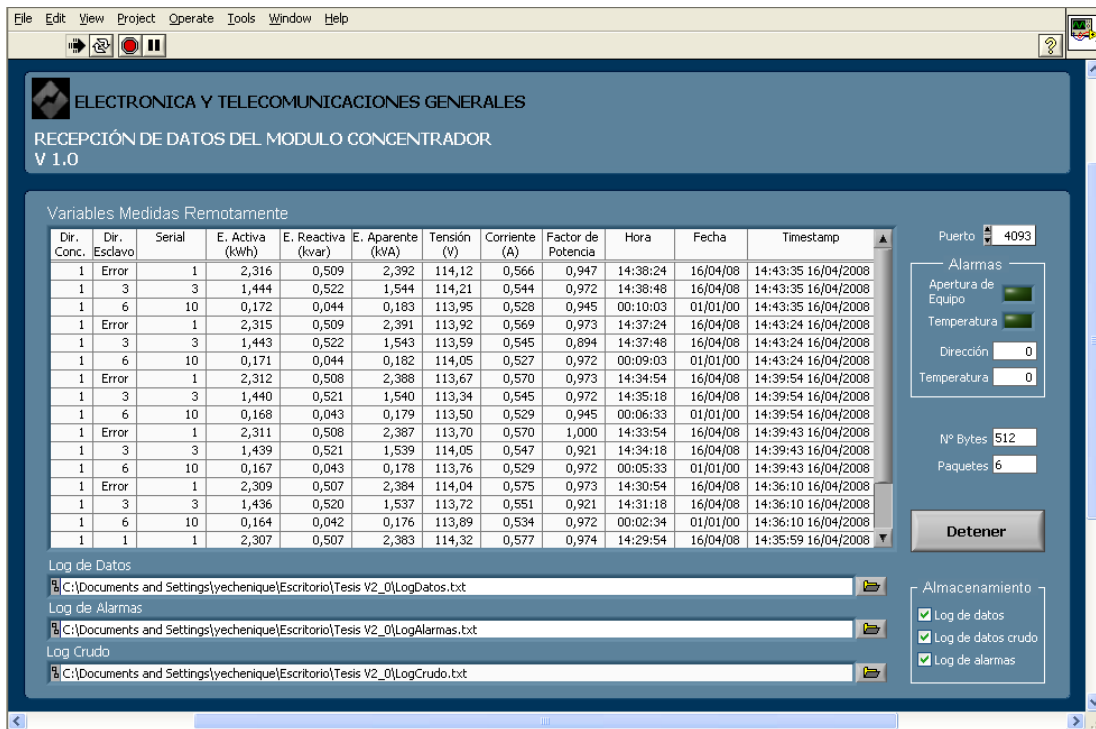 File Edit View Project Operate Tools Window Help
ELECTRONICA Y TELECOMUNICACIONES GENERALES
RECEPCIÓN DE DATOS DEL MODULO CONCENTRADOR
V 1.0
Variables Medidas Remotamente
Dir. Conc. Dir. Esclavo Serial E. Activa (kWh) E. Reactiva (kvar) E. Aparente (kVA) Tensión (V) Corriente (A) Factor de Potencia Hora Fecha Timestamp
1 Error 1 2,316 0,509 2,392 114,12 0,566 0,947 14:38:24 16/04/08 14:43:35 16/04/2008
1 3 3 1,444 0,522 1,544 114,21 0,544 0,972 14:38:48 16/04/08 14:43:35 16/04/2008
1 6 10 0,172 0,044 0,183 113,95 0,528 0,945 00:10:03 01/01/00 14:43:35 16/04/2008
1 Error 1 2,315 0,509 2,391 113,92 0,569 0,973 14:37:24 16/04/08 14:43:24 16/04/2008
1 3 3 1,443 0,522 1,543 113,59 0,545 0,894 14:37:48 16/04/08 14:43:24 16/04/2008
1 6 10 0,171 0,044 0,182 114,05 0,527 0,972 00:09:03 01/01/00 14:43:24 16/04/2008
1 Error 1 2,312 0,508 2,388 113,67 0,570 0,973 14:34:54 16/04/08 14:39:54 16/04/2008
1 3 3 1,440 0,521 1,540 113,34 0,545 0,972 14:35:18 16/04/08 14:39:54 16/04/2008
1 6 10 0,168 0,043 0,179 113,50 0,529 0,945 00:06:33 01/01/00 14:39:54 16/04/2008
1 Error 1 2,311 0,508 2,387 113,70 0,570 1,000 14:33:54 16/04/08 14:39:43 16/04/2008
1 3 3 1,439 0,521 1,539 114,05 0,547 0,921 14:34:18 16/04/08 14:39:43 16/04/2008
1 6 10 0,167 0,043 0,178 113,76 0,529 0,972 00:05:33 01/01/00 14:39:43 16/04/2008
1 Error 1 2,309 0,507 2,384 114,04 0,575 0,973 14:30:54 16/04/08 14:36:10 16/04/2008
1 3 3 1,436 0,520 1,537 113,72 0,551 0,921 14:31:18 16/04/08 14:36:10 16/04/2008
1 6 10 0,164 0,042 0,176 113,89 0,534 0,972 00:02:34 01/01/00 14:36:10 16/04/2008
1 1 1 2,307 0,507 2,383 114,32 0,577 0,974 14:29:54 16/04/08 14:35:59 16/04/2008
Log de Datos
C:\Documents and Settings\yechenique\Escritorio\Tesis V2_0\LogDatos.txt
Log de Alarmas
C:\Documents and Settings\yechenique\Escritorio\Tesis V2_0\LogAlarmas.txt
Log Crudo
C:\Documents and Settings\yechenique\Escritorio\Tesis V2_0\LogCrudo.txt
Puerto 4093
Alarmas
Apertura de
Equipo
Temperatura
Dirección 0
Temperatura 0
Nº Bytes 512
Paquetes 6
Detener
Almacenamiento
Log de datos
Log de datos crudo
Log de alarmas